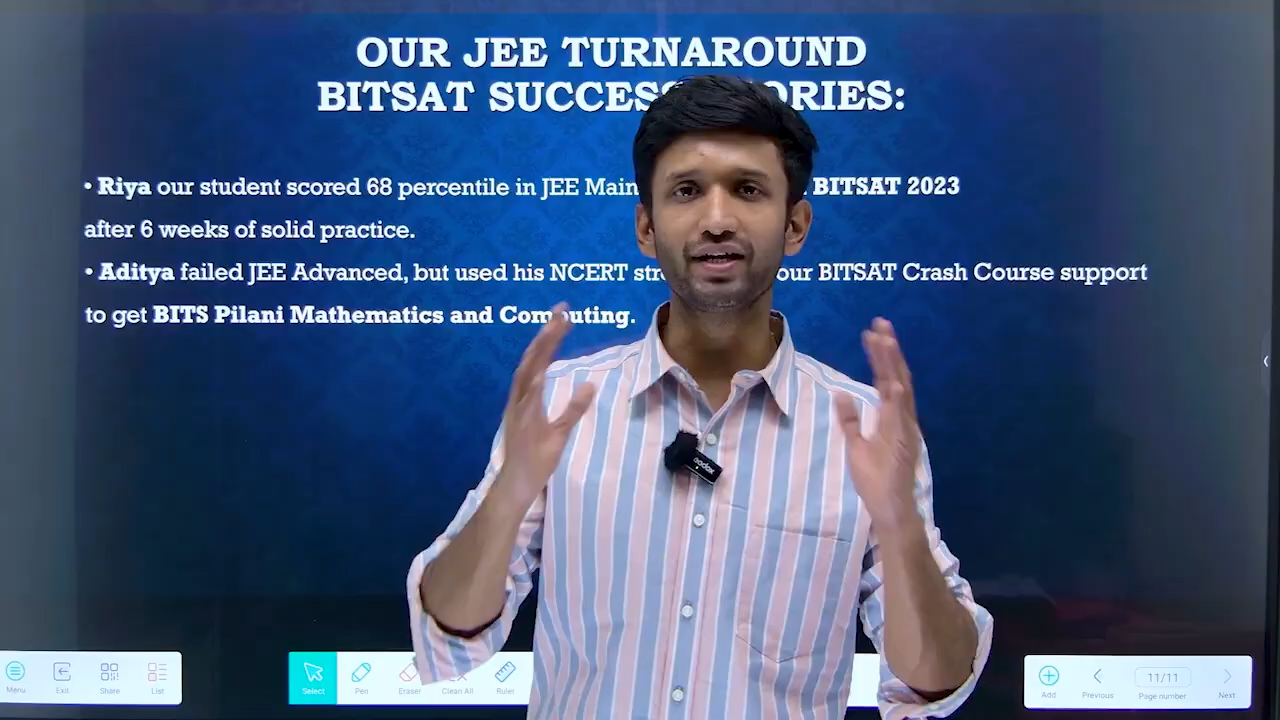 OUR JEE TURNAROUND
BITSAT SUCCESS ORIES:
• Riya our student scored 68 percentile in JEE Main BITSAT 2023
after 6 weeks of solid practice.
• Aditya failed JEE Advanced, but used his NCERT our BITSAT Crash Course support
to get BITS Pilani Mathematics and Computing.
Godox
Menu Exit Share List Select Pen Eraser Clean All Ruler Add Previous 11/11 Page number Next